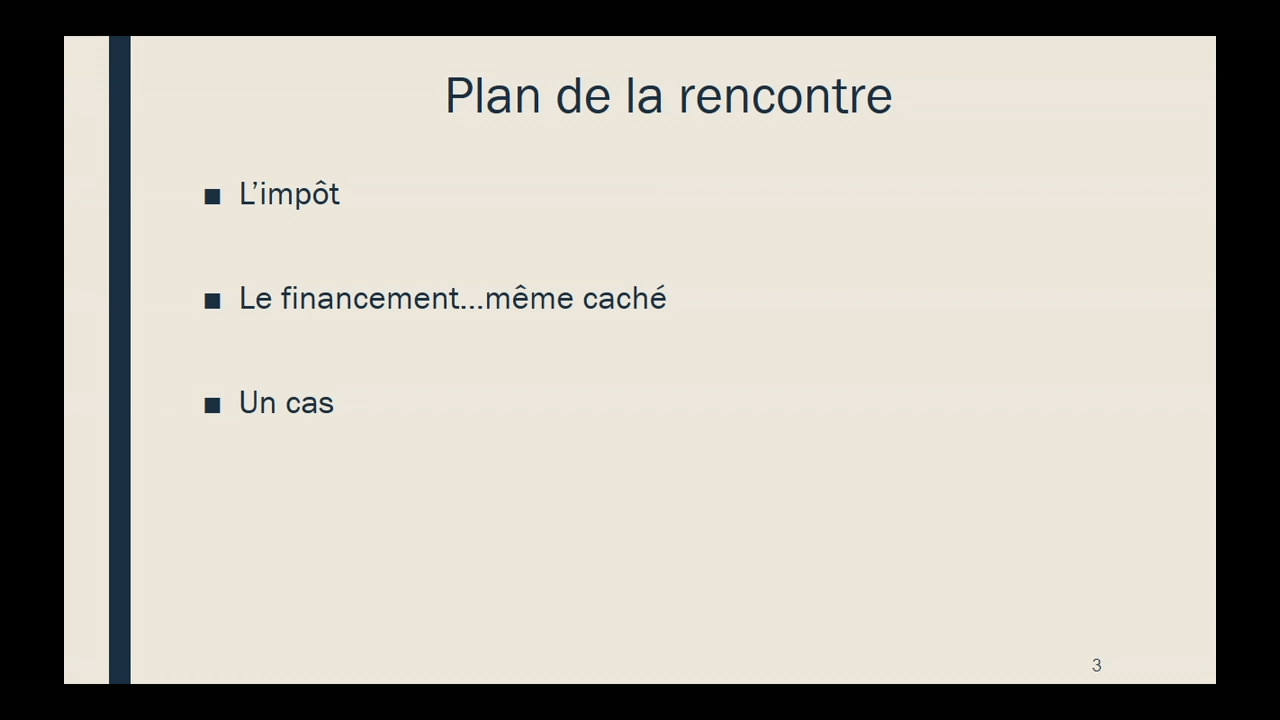 Plan de la rencontre
■ L’impôt
■ Le financement…même caché
■ Un cas
3